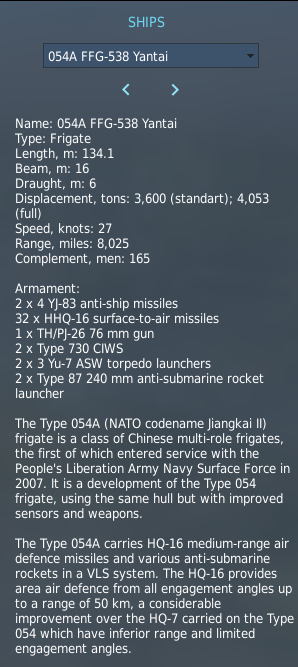 SHIPS
054A FFG-538 Yantai
Name: 054A FFG-538 Yantai
Type: Frigate
Length, m: 134.1
Beam, m: 16
Draught, m: 6
Displacement, tons: 3,600 (standart); 4,053
(full)
Speed, knots: 27
Range, miles: 8,025
Complement, men: 165
Armament:
2 x 4 YJ-83 anti-ship missiles
32 x HHQ-16 surface-to-air missiles
1 x TH/PJ-26 76 mm gun
2 x Type 730 CIWS
2 x 3 Yu-7 ASW torpedo launchers
2 x Type 87 240 mm anti-submarine rocket
launcher
The Type 054A (NATO codename Jiangkai II)
frigate is a class of Chinese multi-role frigates,
the first of which entered service with the
People's Liberation Army Navy Surface Force in
2007. It is a development of the Type 054
frigate, using the same hull but with improved
sensors and weapons.
The Type 054A carries HQ-16 medium-range air
defence missiles and various anti-submarine
rockets in a VLS system. The HQ-16 provides
area air defence from all engagement angles up
to a range of 50 km, a considerable
improvement over the HQ-7 carried on the Type
054 which have inferior range and limited
engagement angles.